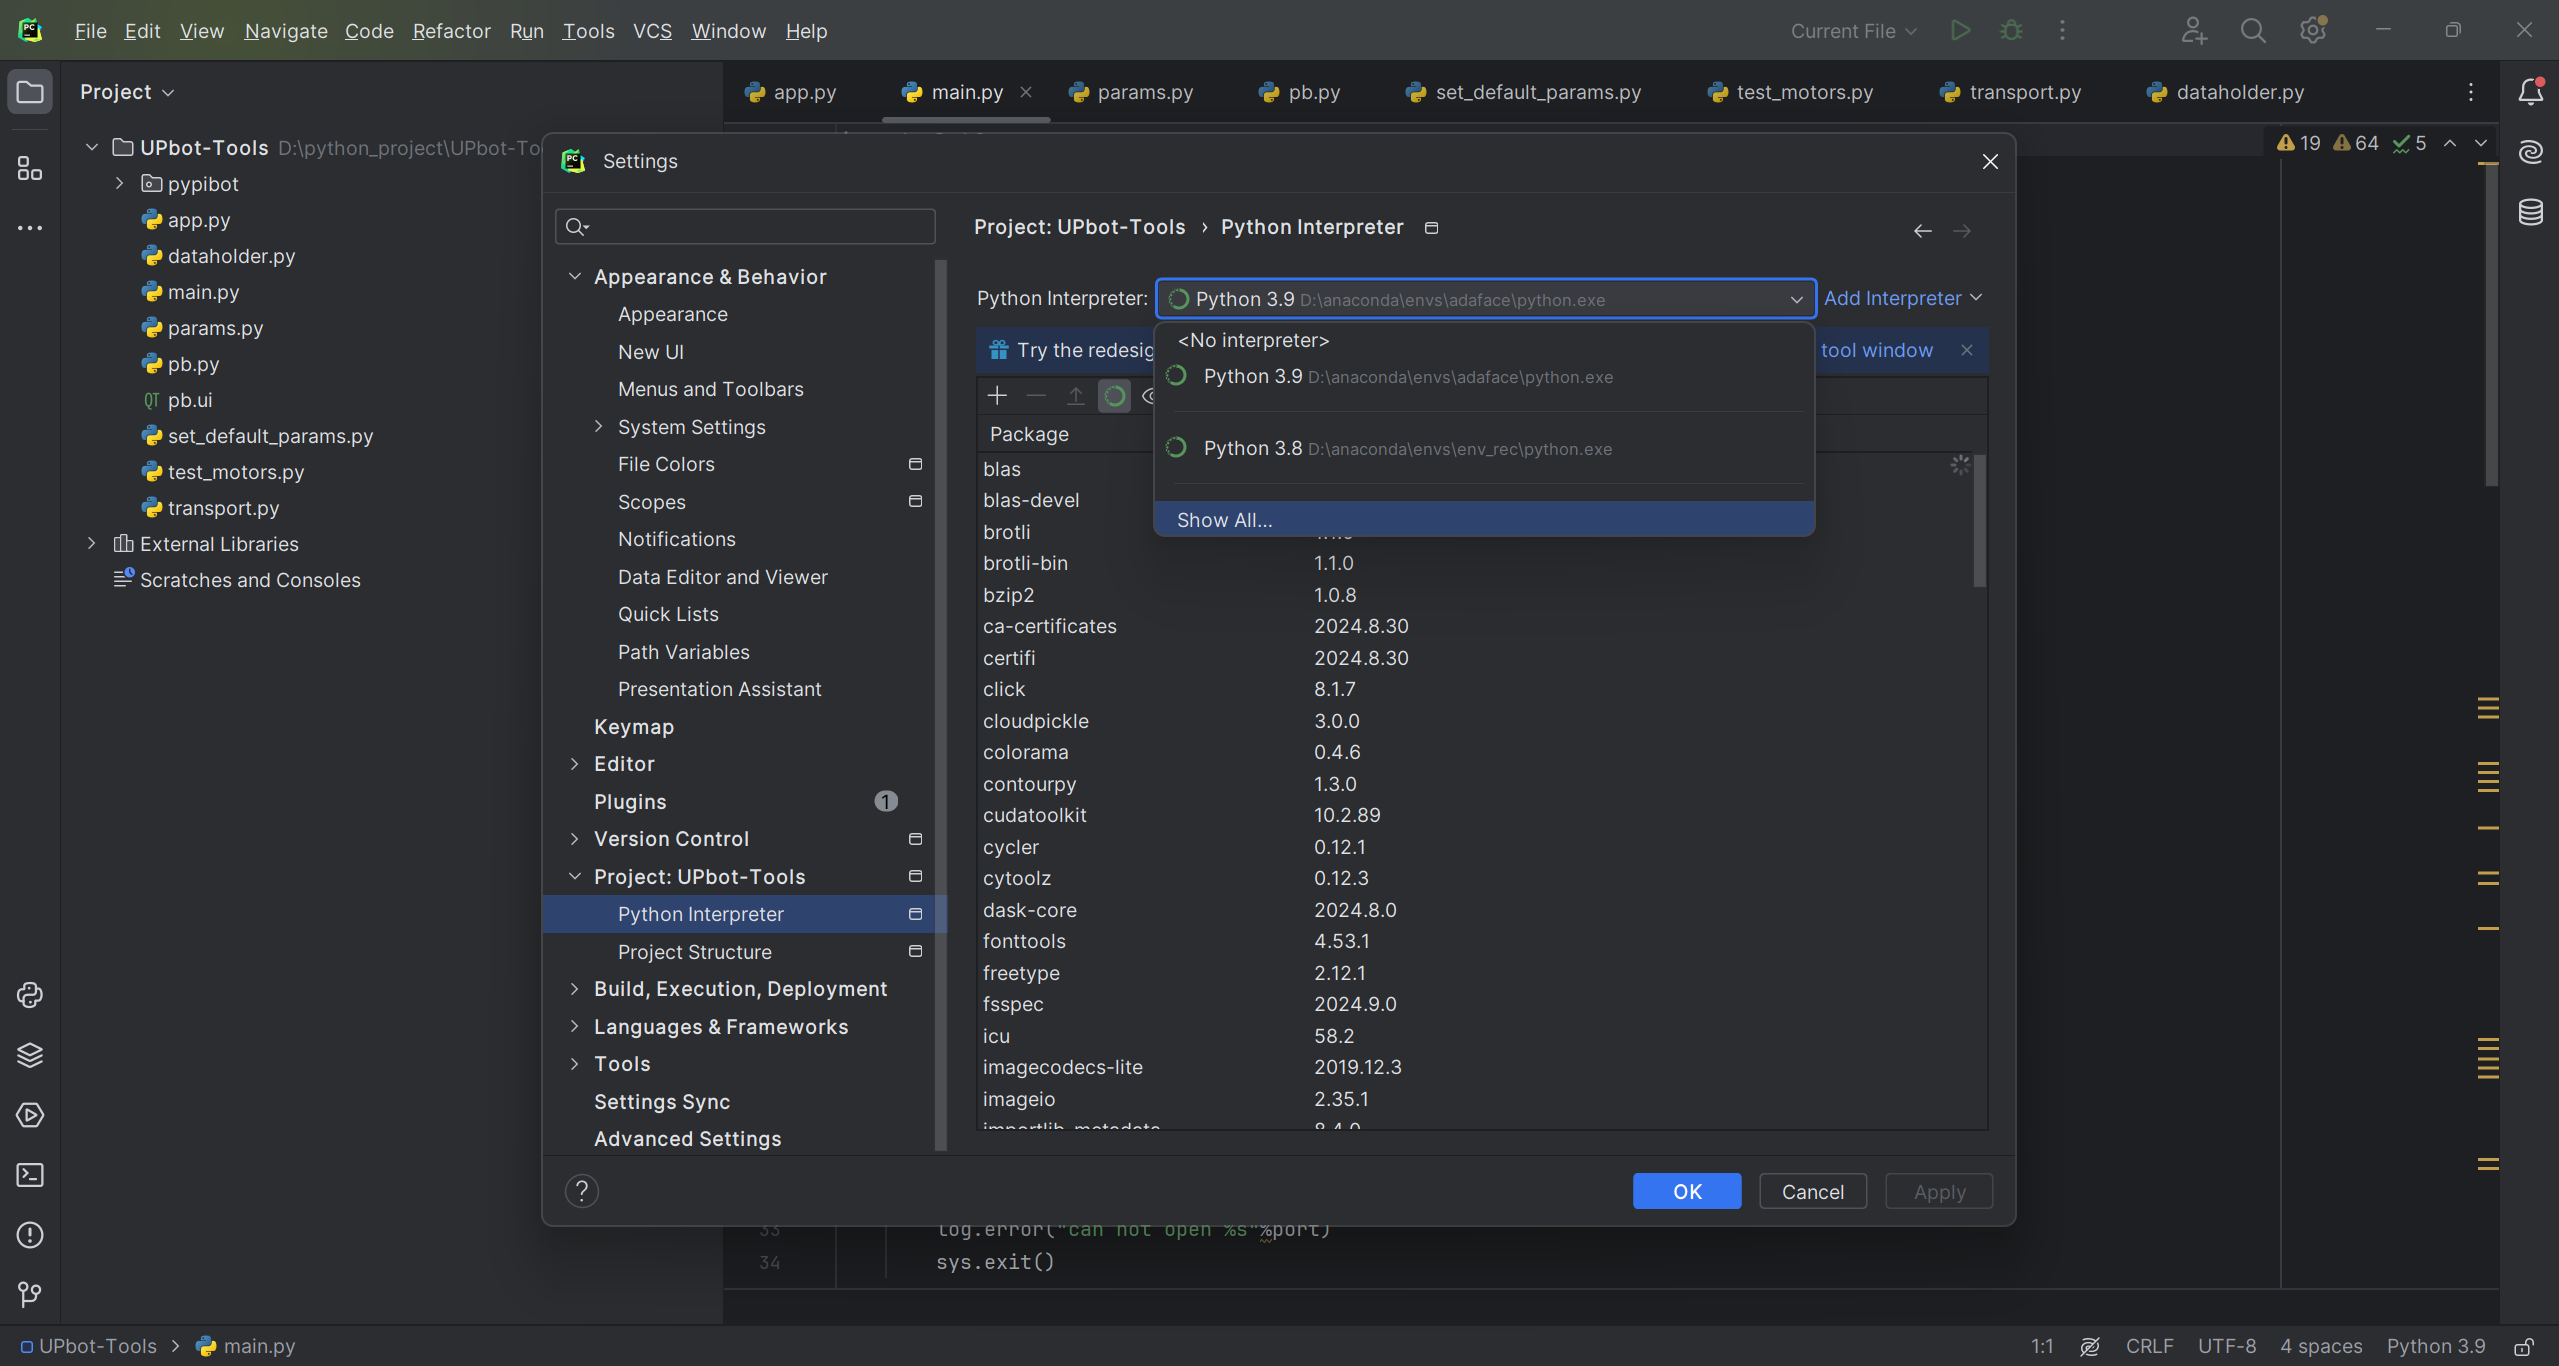 File Edit View Navigate Code Refactor Run Tools VCS Window Help
Current File
Project
app.py main.py params.py pb.py set_default_params.py test_motors.py transport.py dataholder.py
19 64 5
UPbot-Tools D:\python_project\UPbot-To
pypibot
app.py
dataholder.py
main.py
params.py
pb.py
QT pb.ui
set_default_params.py
test_motors.py
transport.py
External Libraries
Scratches and Consoles
Settings
Appearance & Behavior
Appearance
New UI
Menus and Toolbars
System Settings
File Colors
Scopes
Notifications
Data Editor and Viewer
Quick Lists
Path Variables
Presentation Assistant
Keymap
Editor
Plugins 1
Version Control
Project: UPbot-Tools
Python Interpreter
Project Structure
Build, Execution, Deployment
Languages & Frameworks
Tools
Settings Sync
Advanced Settings
Project: UPbot-Tools › Python Interpreter
Python Interpreter: Python 3.9 D:\anaconda\envs\adaface\python.exe Add Interpreter
Try the redesig tool window
<No interpreter>
Python 3.9 D:\anaconda\envs\adaface\python.exe
Python 3.8 D:\anaconda\envs\env_rec\python.exe
Show All...
Package
blas
blas-devel
brotli
brotli-bin 1.1.0
bzip2 1.0.8
ca-certificates 2024.8.30
certifi 2024.8.30
click 8.1.7
cloudpickle 3.0.0
colorama 0.4.6
contourpy 1.3.0
cudatoolkit 10.2.89
cycler 0.12.1
cytoolz 0.12.3
dask-core 2024.8.0
fonttools 4.53.1
freetype 2.12.1
fsspec 2024.9.0
icu 58.2
imagecodecs-lite 2019.12.3
imageio 2.35.1
importlib-metadata 8.4.0
? OK Cancel Apply
33 log.error("can not open %s"%port)
34 sys.exit()
UPbot-Tools > main.py
1:1 CRLF UTF-8 4 spaces Python 3.9